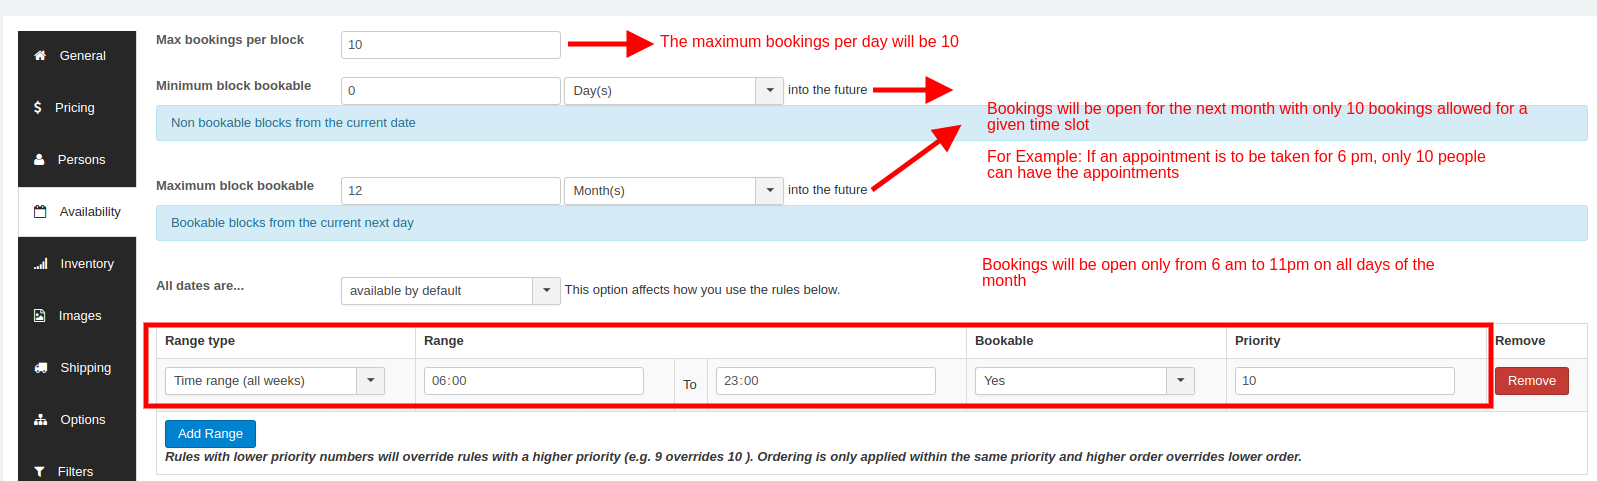 General
Pricing
Persons
Availability
Inventory
Images
Shipping
Options
Filters
Max bookings per block 10 The maximum bookings per day will be 10
Minimum block bookable 0 Day(s) into the future
Non bookable blocks from the current date
Bookings will be open for the next month with only 10 bookings allowed for a
given time slot
For Example: If an appointment is to be taken for 6 pm, only 10 people
can have the appointments
Maximum block bookable 12 Month(s) into the future
Bookable blocks from the current next day
Bookings will be open only from 6 am to 11pm on all days of the
month
All dates are... available by default This option affects how you use the rules below.
Range type Range Bookable Priority Remove
Time range (all weeks) 06:00 To 23:00 Yes 10 Remove
Add Range
Rules with lower priority numbers will override rules with a higher priority (e.g. 9 overrides 10 ). Ordering is only applied within the same priority and higher order overrides lower order.